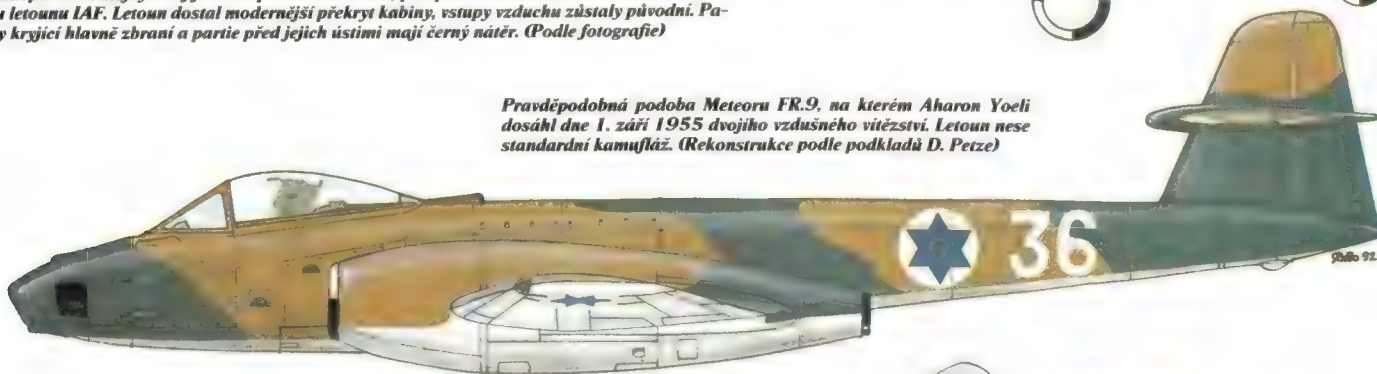 u letounu IAF. Letoun dostal modernější překryt kabiny, vstupy vzduchu zůstaly původní. Pa-
y kryjící hlavně zbraní a partie před jejich ústimi mají černý nátěr. (Podle fotografie)
Pravděpodobná podoba Meteoru FR.9, na kterém Aharon Yoeli
dosáhl dne 1. září 1955 dvojího vzdušného vítězství. Letoun nese
standardní kamufláž. (Rekonstrukce podle podkladů D. Petze)
36
92